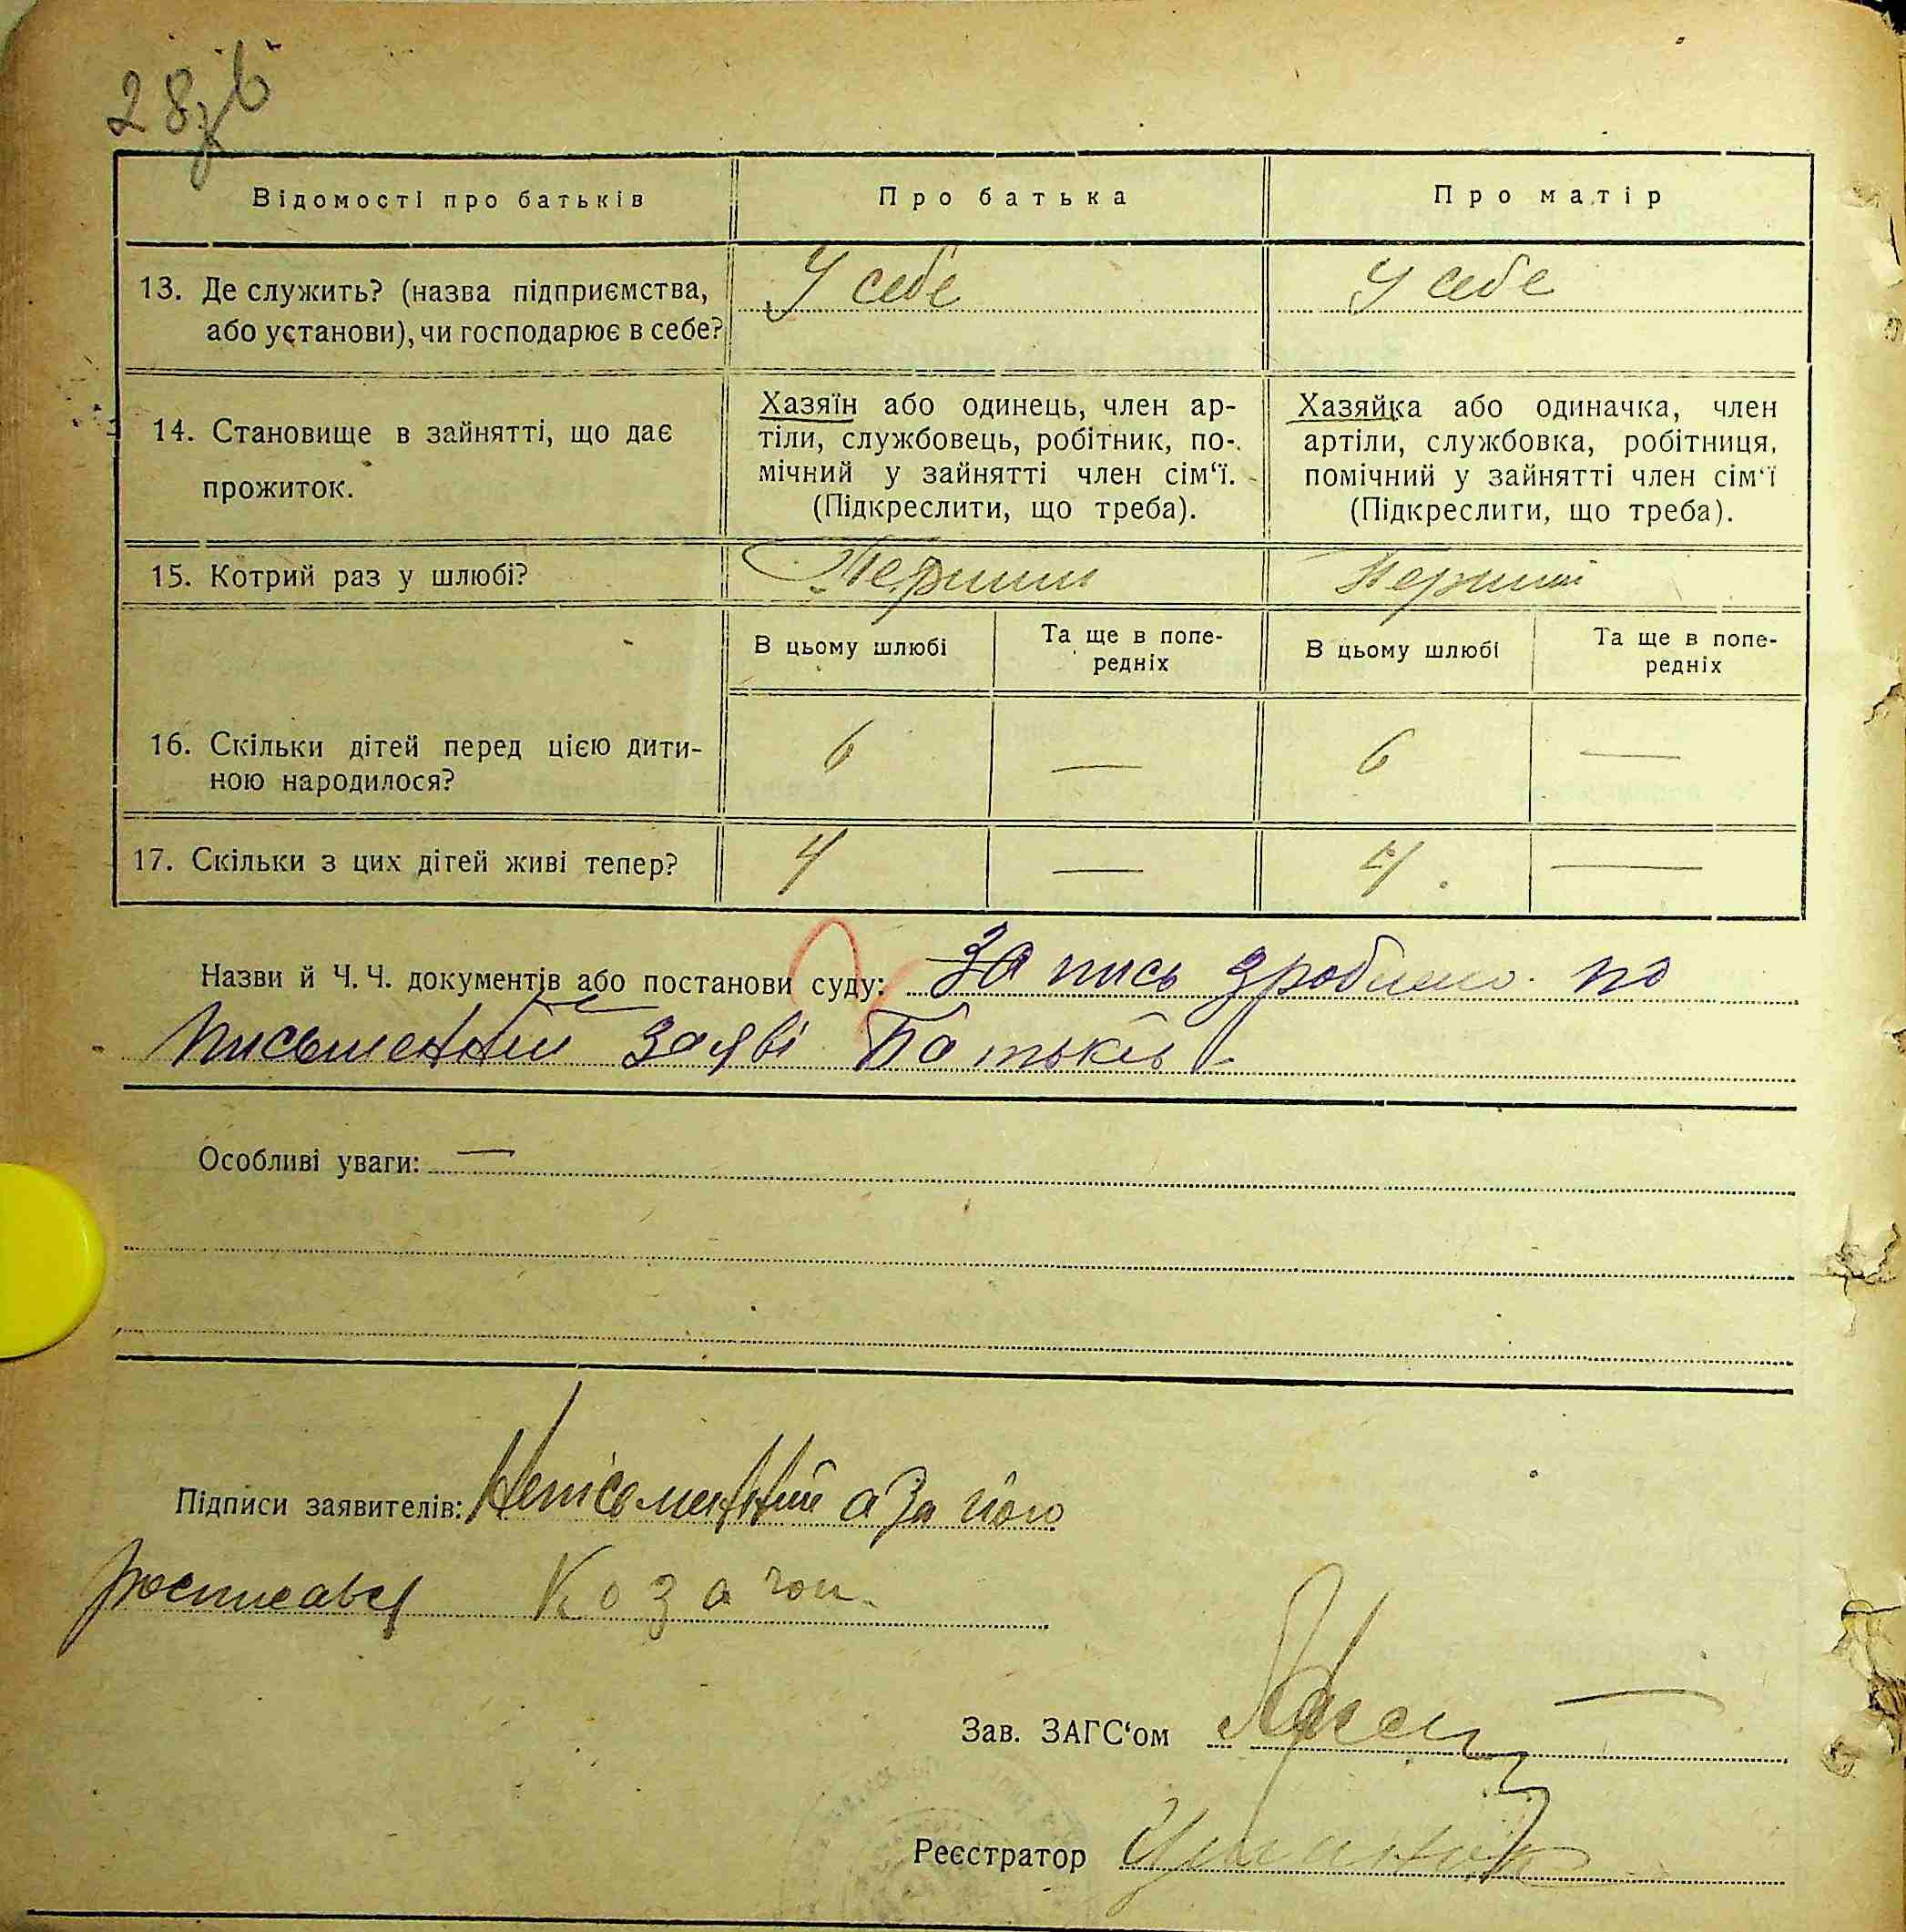 28зв
Відомості про батьків Про батька Про матір
13. Де служить? (назва підприємства, У себе У себе
або установи), чи господарює в себе?
14. Становище в зайнятті, що дає
прожиток.
Хазяїн або одинець, член ар-
тіли, службовець, робітник, по-
мічний у зайнятті член сім'ї.
(Підкреслити, що треба).
Хазяйка або одиначка, член
артіли, службовка, робітниця,
помічний у зайнятті член сім'ї
(Підкреслити, що треба).
15. Котрий раз у шлюбі? Перший Перший
В цьому шлюбі Та ще в попе-
редніх
В цьому шлюбі Та ще в попе-
редніх
16. Скільки дітей перед цією дити-
ною народилося? 6 — 6 —
17. Скільки з цих дітей живі тепер? 4 — 4 —
Назви й Ч. Ч. документів або постанови суду: Запись зроблено по
письменній заяві Батьків
Особливі уваги: —
Підписи заявителів: Неписьменний а за його
росписався Козачок
Зав. ЗАГС'ом
Реєстратор